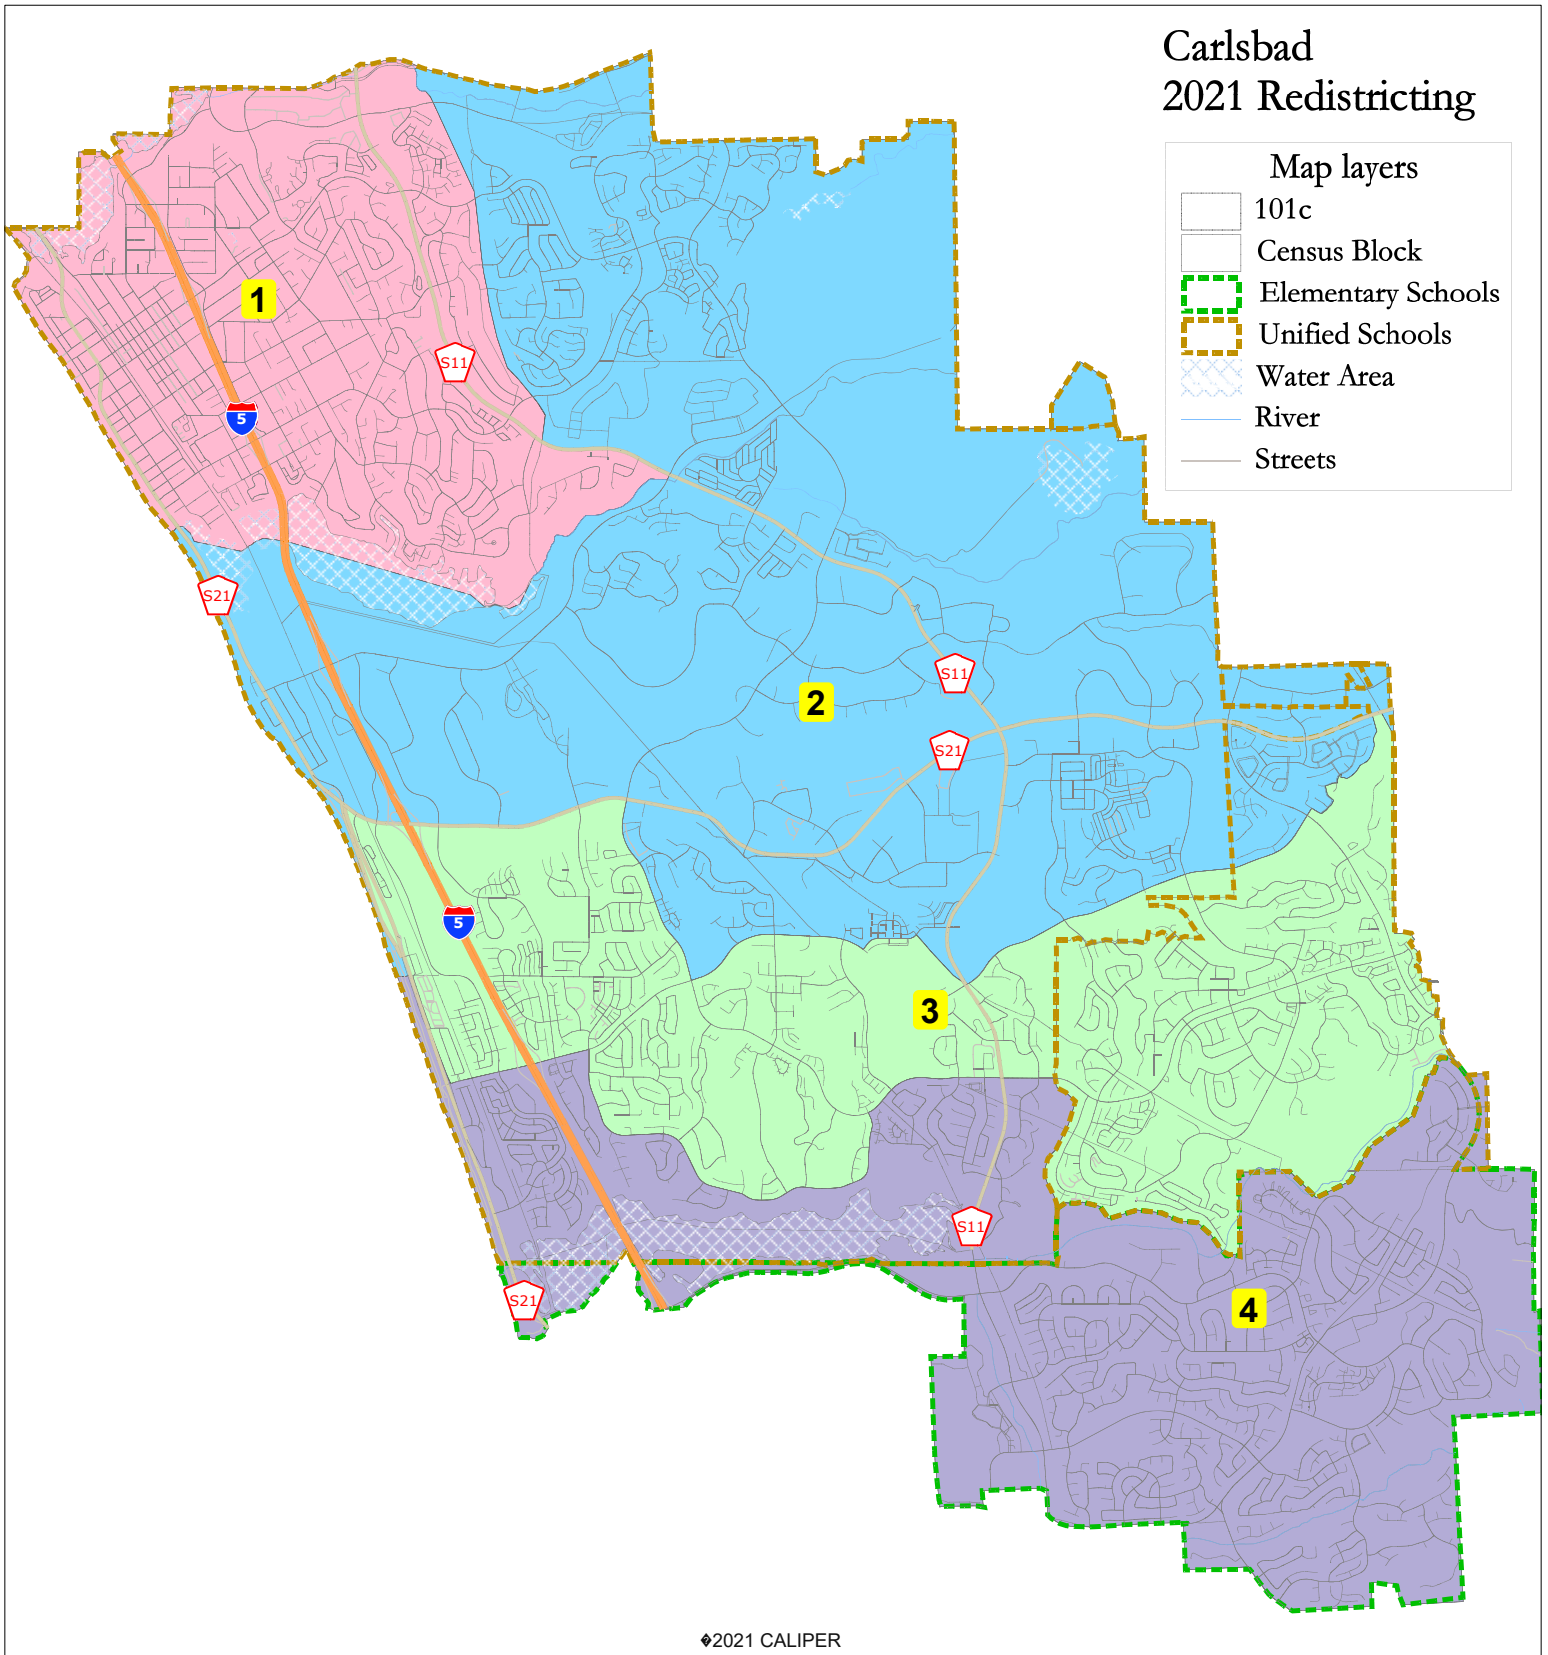 Carlsbad
2021 Redistricting
Map layers
101c
Census Block
Elementary Schools
Unified Schools
Water Area
River
Streets
1
S11
5
S21
S11
2
S21
5
3
S11
S21
4
�2021 CALIPER